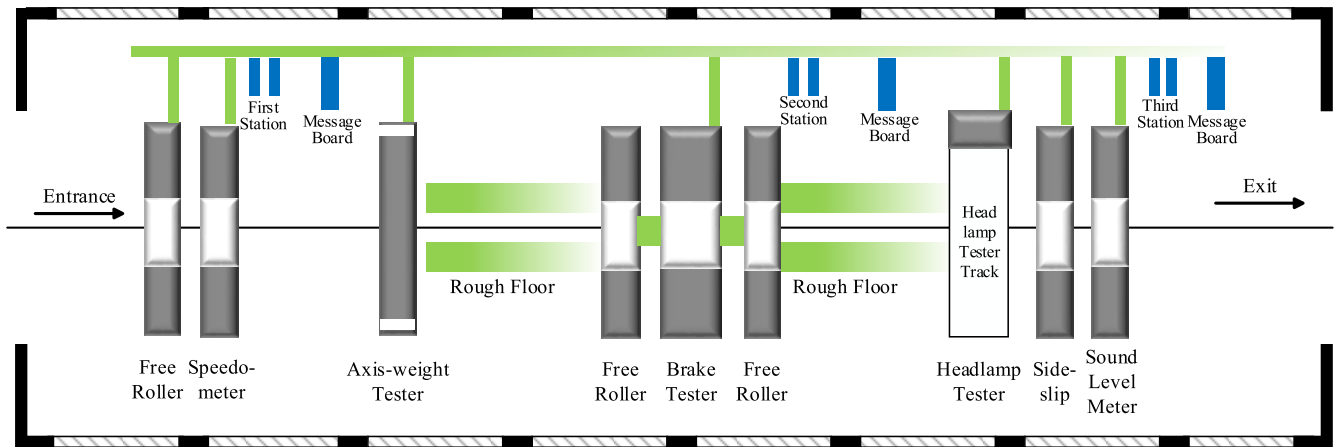 First
Station
Message
Board
Second
Station
Message
Board
Third
Station
Message
Board
Entrance
Exit
Head
lamp
Tester
Track
Rough Floor
Rough Floor
Free
Roller
Speedo-
meter
Axis-weight
Tester
Free
Roller
Brake
Tester
Free
Roller
Headlamp
Tester
Side-
slip
Sound
Level
Meter